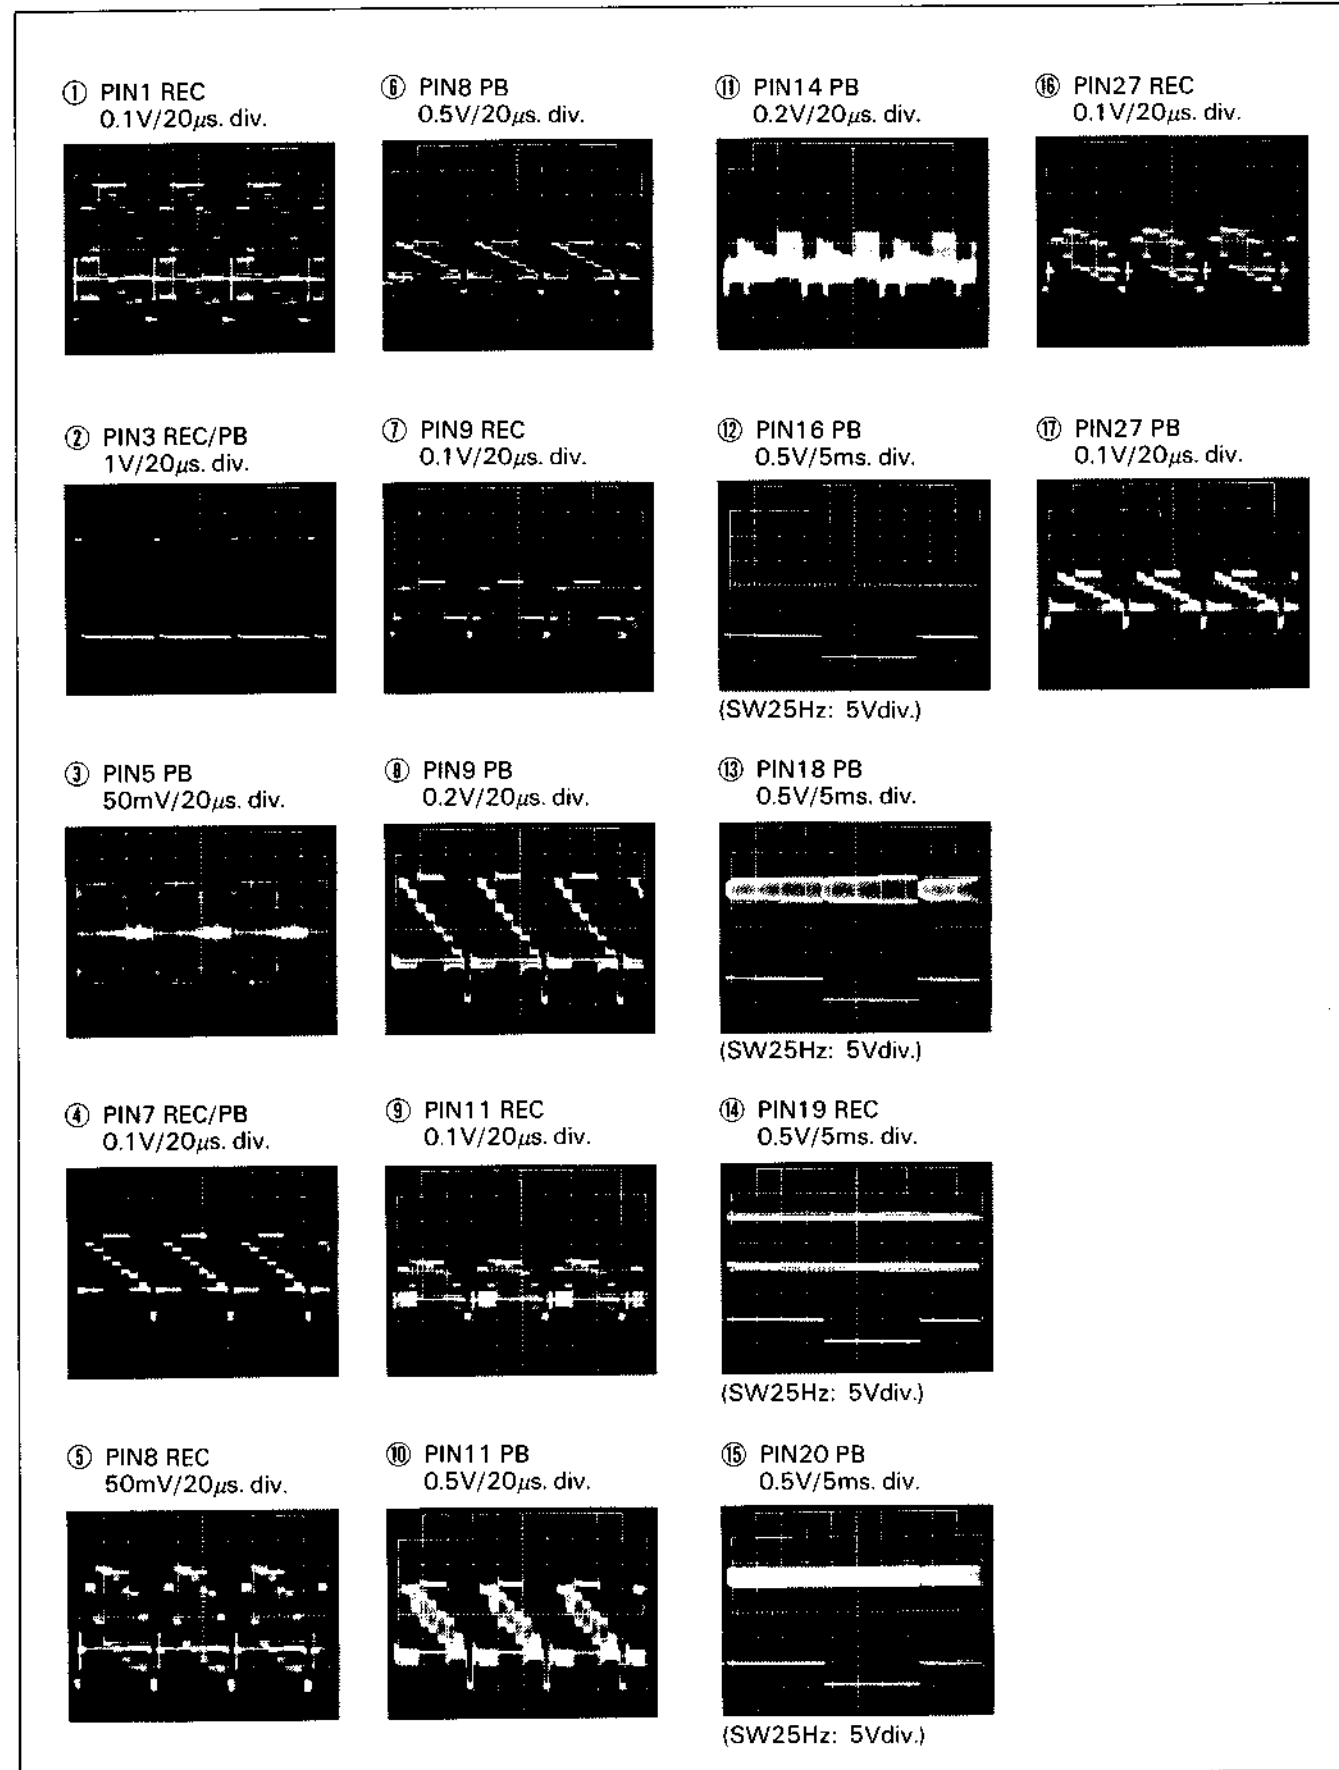 ① PIN1 REC
0.1V/20μs. div.
② PIN3 REC/PB
1V/20μs. div.
③ PIN5 PB
50mV/20μs. div.
④ PIN7 REC/PB
0.1V/20μs. div.
⑤ PIN8 REC
50mV/20μs. div.
⑥ PIN8 PB
0.5V/20μs. div.
⑦ PIN9 REC
0.1V/20μs. div.
⑧ PIN9 PB
0.2V/20μs. div.
⑨ PIN11 REC
0.1V/20μs. div.
⑩ PIN11 PB
0.5V/20μs. div.
⑪ PIN14 PB
0.2V/20μs. div.
⑫ PIN16 PB
0.5V/5ms. div.
(SW25Hz: 5Vdiv.)
⑬ PIN18 PB
0.5V/5ms. div.
(SW25Hz: 5Vdiv.)
⑭ PIN19 REC
0.5V/5ms. div.
(SW25Hz: 5Vdiv.)
⑮ PIN20 PB
0.5V/5ms. div.
(SW25Hz: 5Vdiv.)
⑯ PIN27 REC
0.1V/20μs. div.
⑰ PIN27 PB
0.1V/20μs. div.